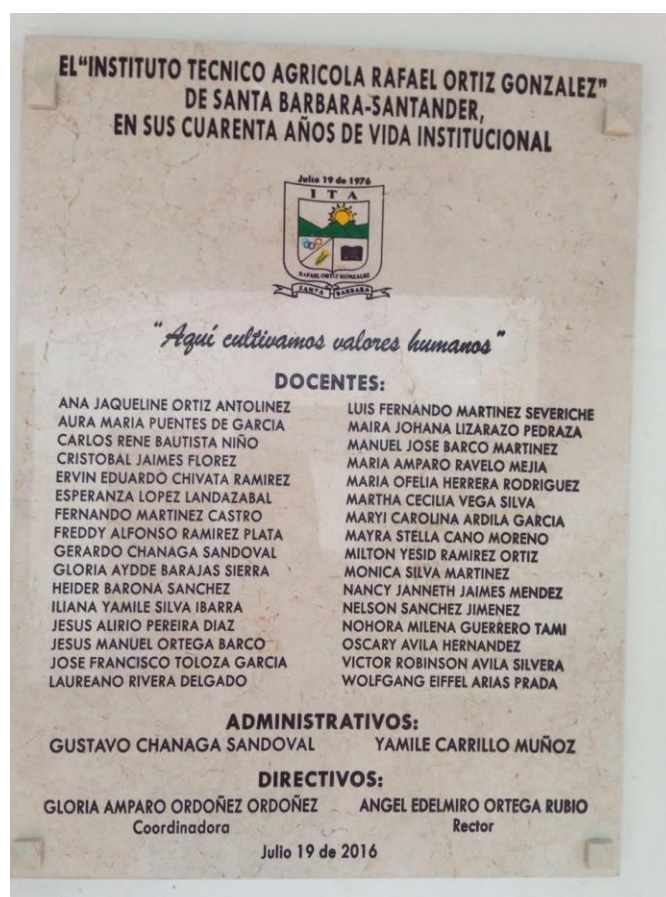 EL"INSTITUTO TECNICO AGRICOLA RAFAEL ORTIZ GONZALEZ"
DE SANTA BARBARA-SANTANDER,
EN SUS CUARENTA AÑOS DE VIDA INSTITUCIONAL
Julio 19 de 1976
I T A
RAFAEL ORTIZ GONZALEZ
SANTA BARBARA
"Aquí cultivamos valores humanos"
DOCENTES:
ANA JAQUELINE ORTIZ ANTOLINEZ
AURA MARIA PUENTES DE GARCIA
CARLOS RENE BAUTISTA NIÑO
CRISTOBAL JAIMES FLOREZ
ERVIN EDUARDO CHIVATA RAMIREZ
ESPERANZA LOPEZ LANDAZABAL
FERNANDO MARTINEZ CASTRO
FREDDY ALFONSO RAMIREZ PLATA
GERARDO CHANAGA SANDOVAL
GLORIA AYDDE BARAJAS SIERRA
HEIDER BARONA SANCHEZ
ILIANA YAMILE SILVA IBARRA
JESUS ALIRIO PEREIRA DIAZ
JESUS MANUEL ORTEGA BARCO
JOSE FRANCISCO TOLOZA GARCIA
LAUREANO RIVERA DELGADO
LUIS FERNANDO MARTINEZ SEVERICHE
MAIRA JOHANA LIZARAZO PEDRAZA
MANUEL JOSE BARCO MARTINEZ
MARIA AMPARO RAVELO MEJIA
MARIA OFELIA HERRERA RODRIGUEZ
MARTHA CECILIA VEGA SILVA
MARYI CAROLINA ARDILA GARCIA
MAYRA STELLA CANO MORENO
MILTON YESID RAMIREZ ORTIZ
MONICA SILVA MARTINEZ
NANCY JANNETH JAIMES MENDEZ
NELSON SANCHEZ JIMENEZ
NOHORA MILENA GUERRERO TAMI
OSCARY AVILA HERNANDEZ
VICTOR ROBINSON AVILA SILVERA
WOLFGANG EIFFEL ARIAS PRADA
ADMINISTRATIVOS:
GUSTAVO CHANAGA SANDOVAL YAMILE CARRILLO MUÑOZ
DIRECTIVOS:
GLORIA AMPARO ORDOÑEZ ORDOÑEZ ANGEL EDELMIRO ORTEGA RUBIO
Coordinadora Rector
Julio 19 de 2016